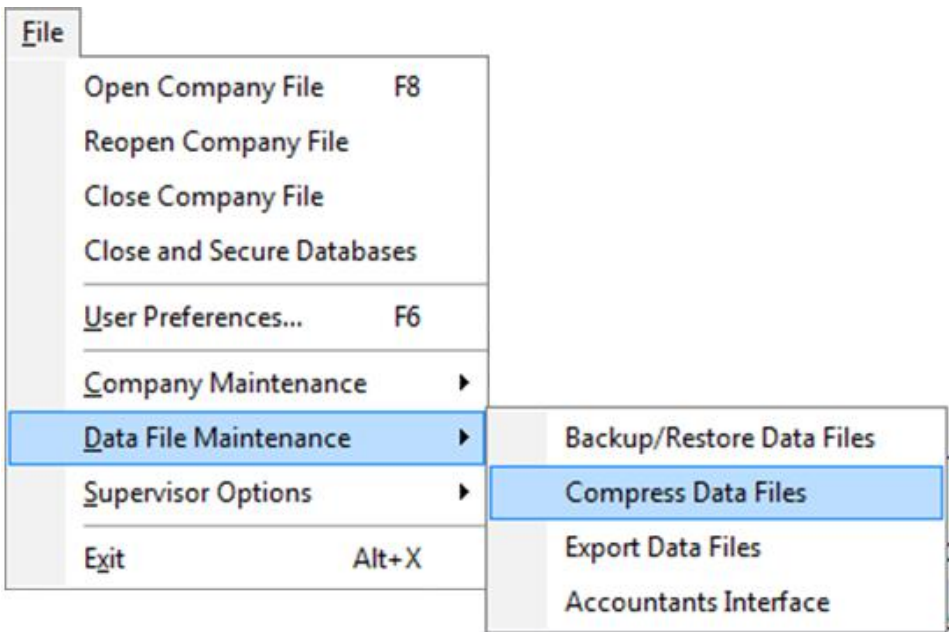 File
Open Company File F8
Reopen Company File
Close Company File
Close and Secure Databases
User Preferences... F6
Company Maintenance
Data File Maintenance
Backup/Restore Data Files
Supervisor Options
Compress Data Files
Exit Alt+X
Export Data Files
Accountants Interface